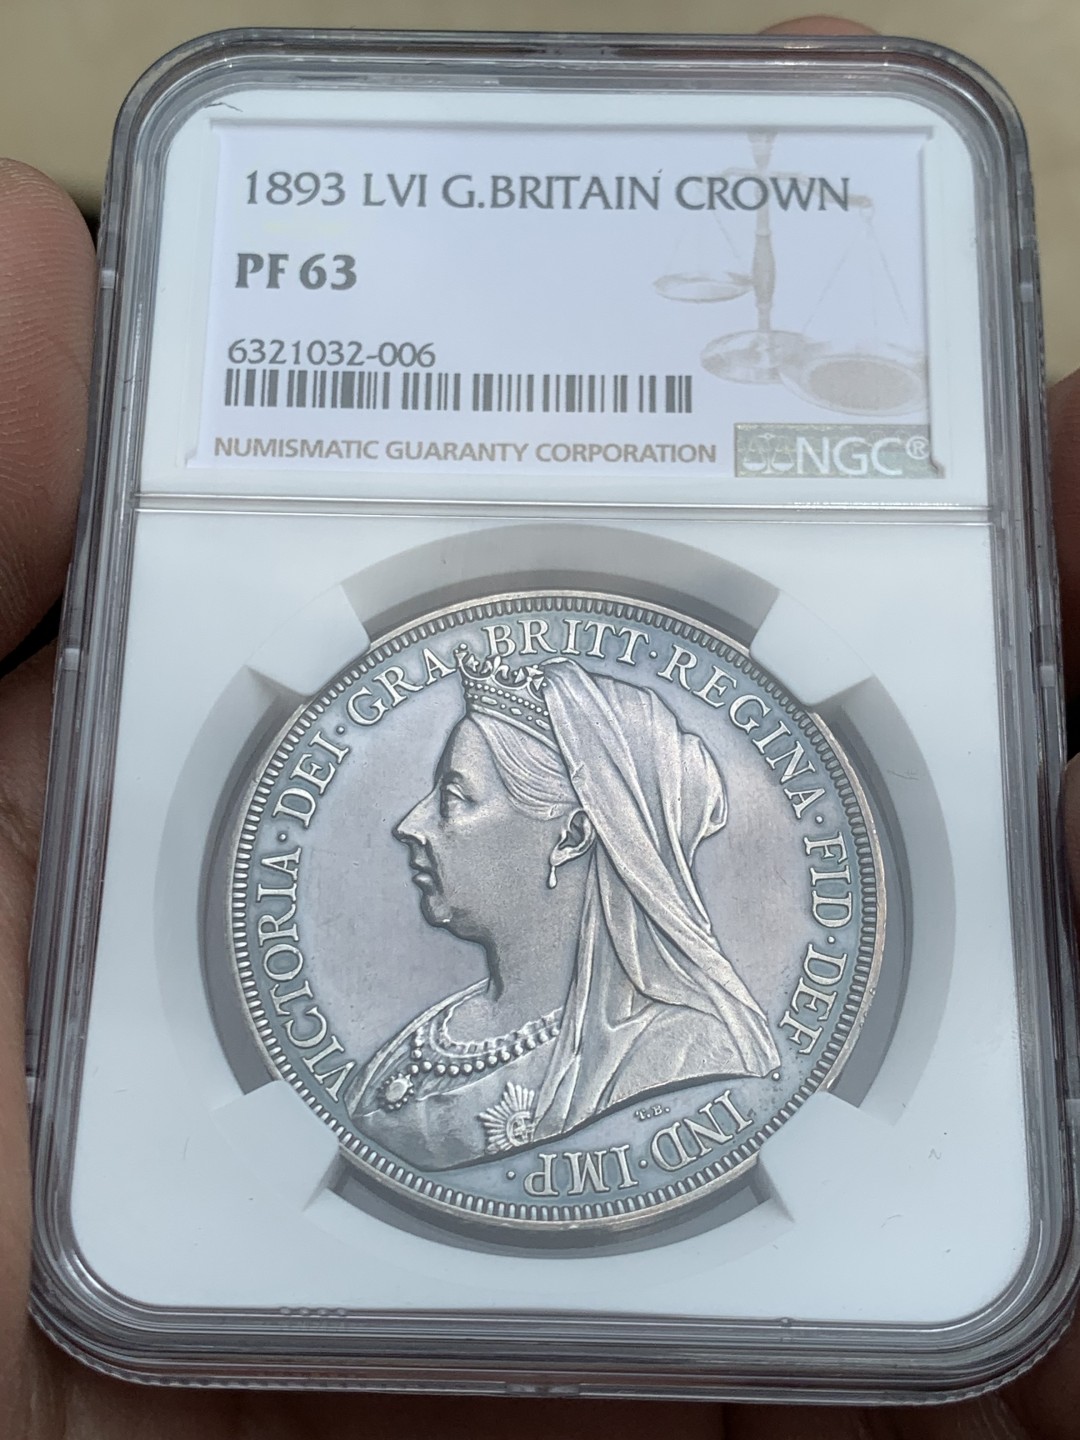 1893 LVI G.BRITAIN CROWN
PF 63
6321032-006
NUMISMATIC GUARANTY CORPORATION
NGC®
VICTORIA · DEI · GRA · BRITT · REGINA · FID · DEF · IND · IMP ·
T.B.